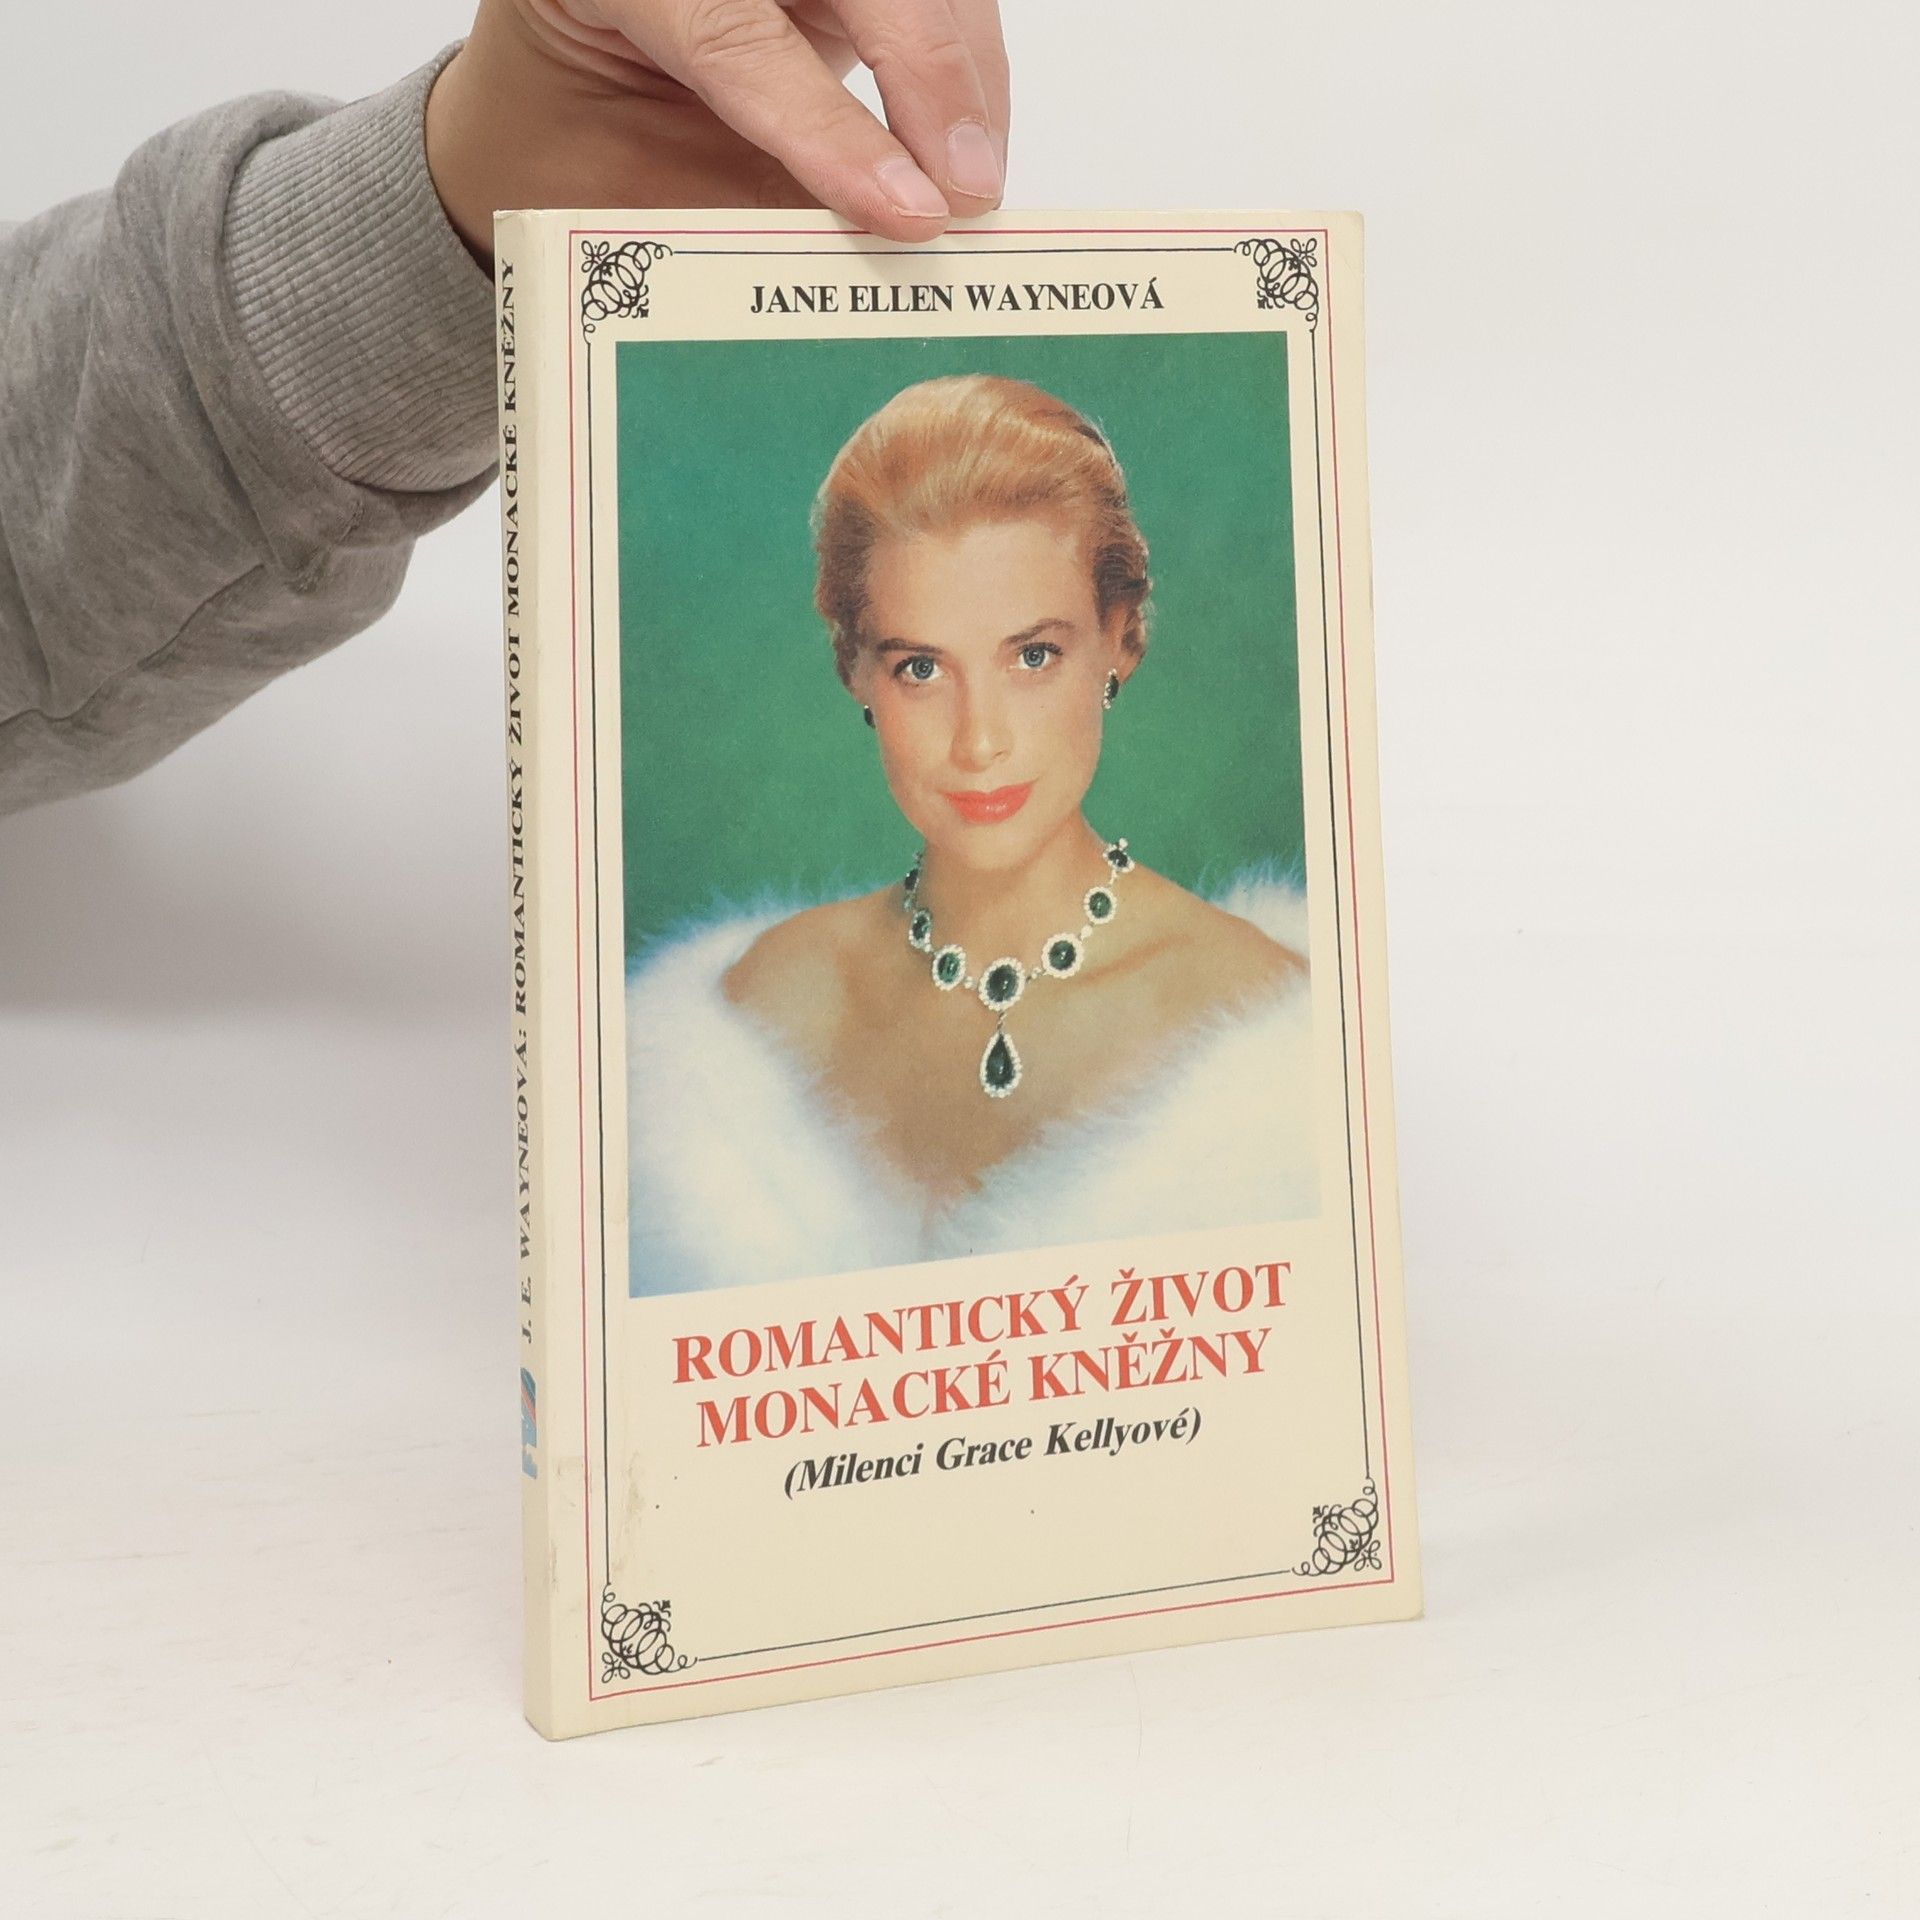 JANE ELLEN WAYNEOVÁ
ROMANTICKÝ ŽIVOT
MONACKÉ KNĚŽNY
(Milenci Grace Kellyové)
J. E. WAYNEOVÁ: ROMANTICKÝ ŽIVOT MONACKÉ KNĚŽNY